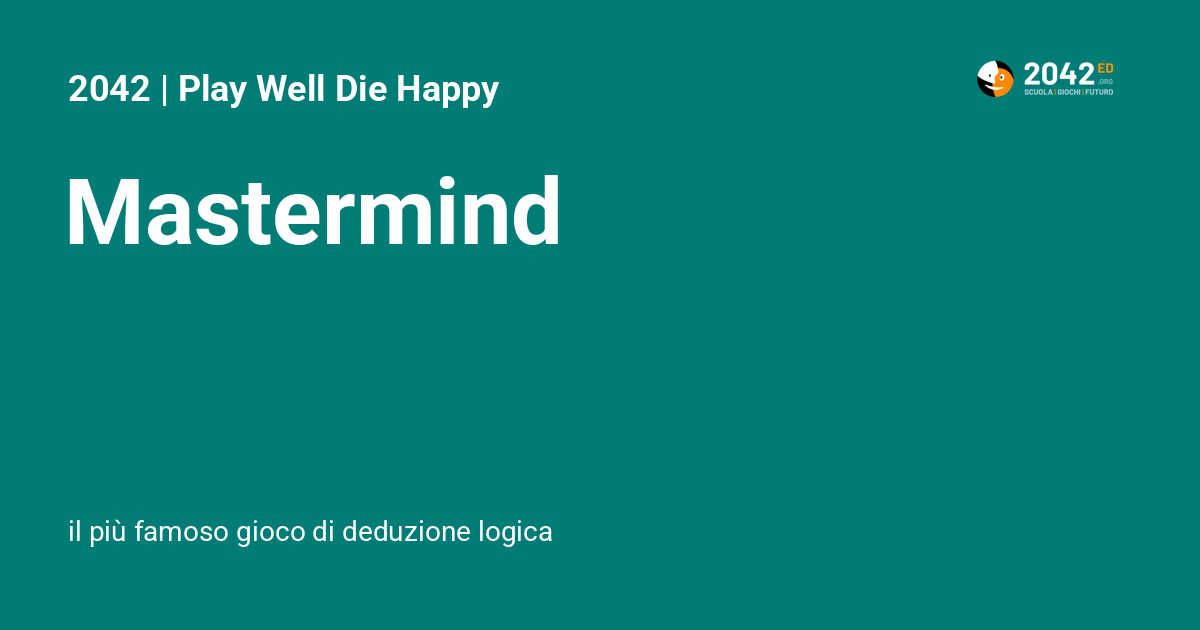 2042 | Play Well Die Happy
2042 ED
.ORG
SCUOLA | GIOCHI | FUTURO
Mastermind
il più famoso gioco di deduzione logica